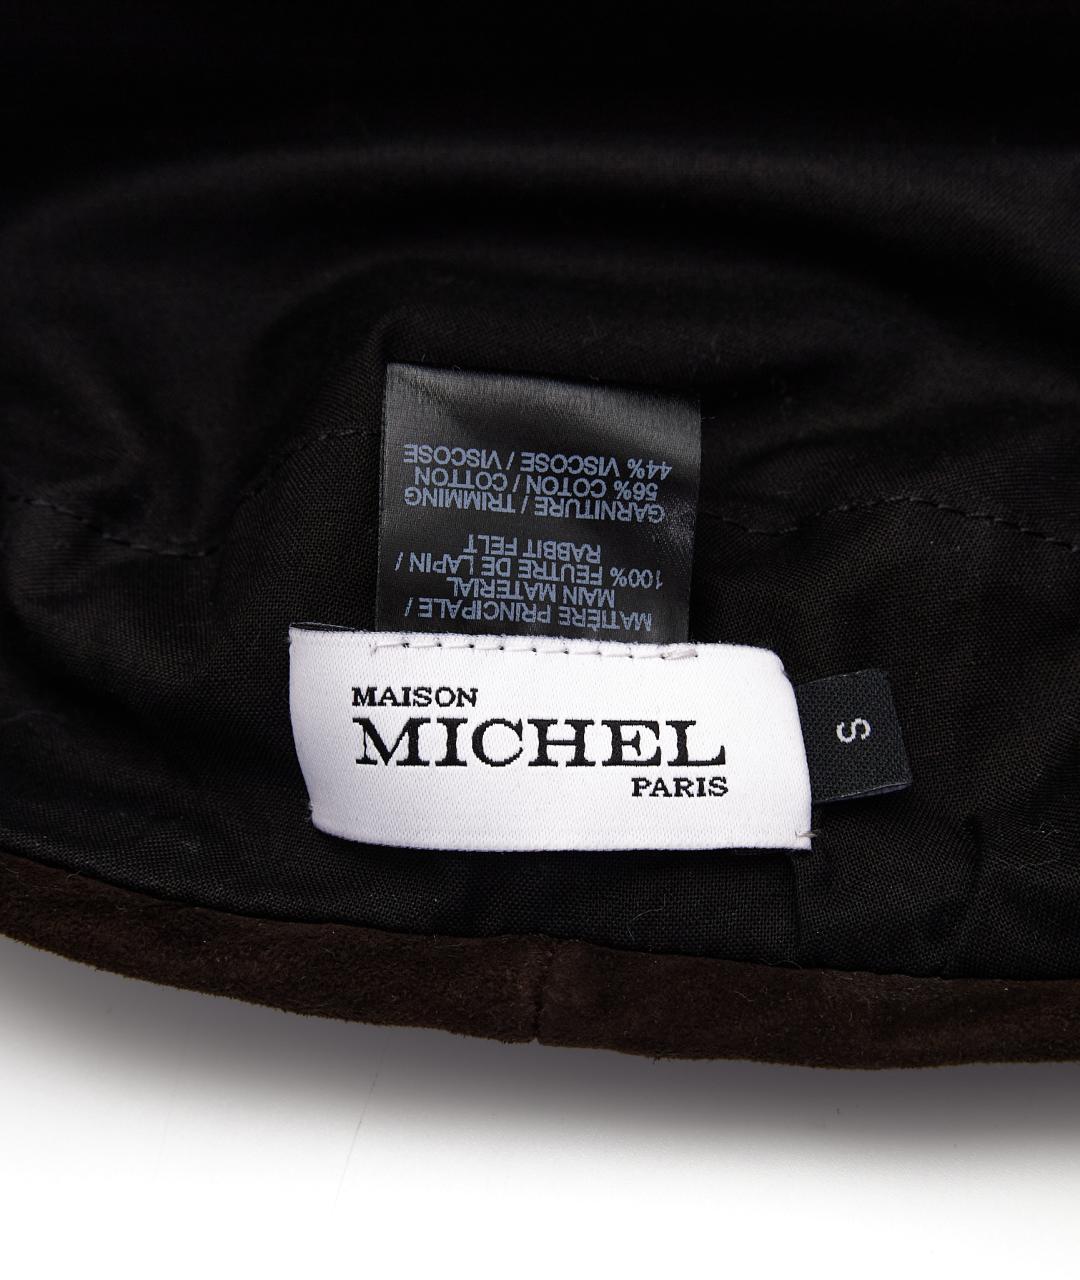 MATIÈRE PRINCIPALE /
MAIN MATERIAL
100% FEUTRE DE LAPIN /
RABBIT FELT
GARNITURE / TRIMMING
56% COTON / COTTON
44% VISCOSE / VISCOSE
MAISON
MICHEL
PARIS
S